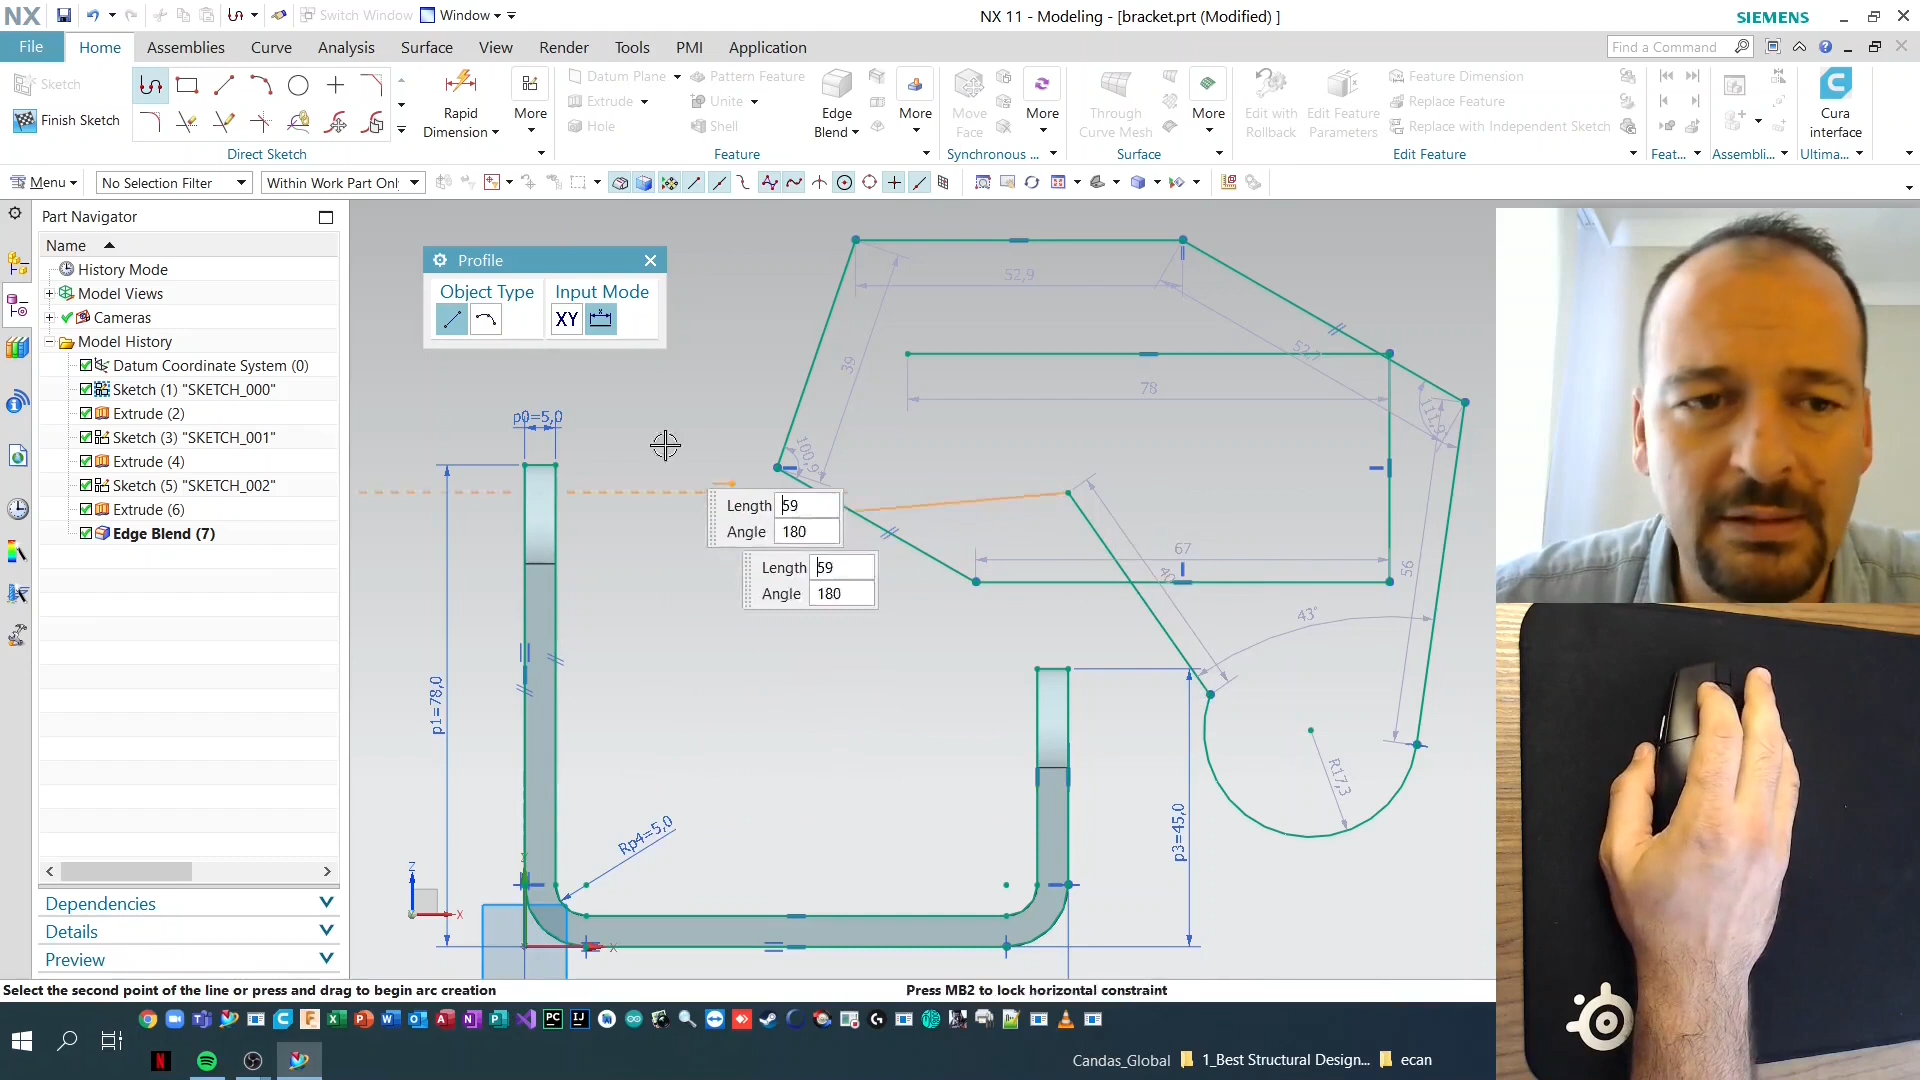 NX
Switch Window
Window
NX 11 - Modeling - [bracket.prt (Modified) ]
SIEMENS
File
Home
Assemblies
Curve
Analysis
Surface
View
Render
Tools
PMI
Application
Find a Command
Sketch
Finish Sketch
Direct Sketch
Rapid
Dimension
More
Datum Plane
Extrude
Hole
Pattern Feature
Unite
Shell
Edge
Blend
More
Feature
Move
Face
More
Synchronous ...
Through
Curve Mesh
More
Surface
Edit with
Rollback
Edit Feature
Parameters
Feature Dimension
Replace Feature
Replace with Independent Sketch
Edit Feature
Feat...
Assembli...
Cura
interface
Ultima...
Menu
No Selection Filter
Within Work Part Onl
Part Navigator
Name
History Mode
Model Views
Cameras
Model History
Datum Coordinate System (0)
Sketch (1) "SKETCH_000"
Extrude (2)
Sketch (3) "SKETCH_001"
Extrude (4)
Sketch (5) "SKETCH_002"
Extrude (6)
Edge Blend (7)
Dependencies
Details
Preview
Profile
Object Type
Input Mode
XY
52,9
39
52,7
78
100,9°
111,9°
p0=5,0
Length 59
Angle 180
Length 59
Angle 180
67
40
56
43°
R17,3
p1=78,0
Rp4=5,0
p3=45,0
Z
X
Y
X
Select the second point of the line or press and drag to begin arc creation
Press MB2 to lock horizontal constraint
PC
IJ
N
Candas_Global
1_Best Structural Design...
ecan